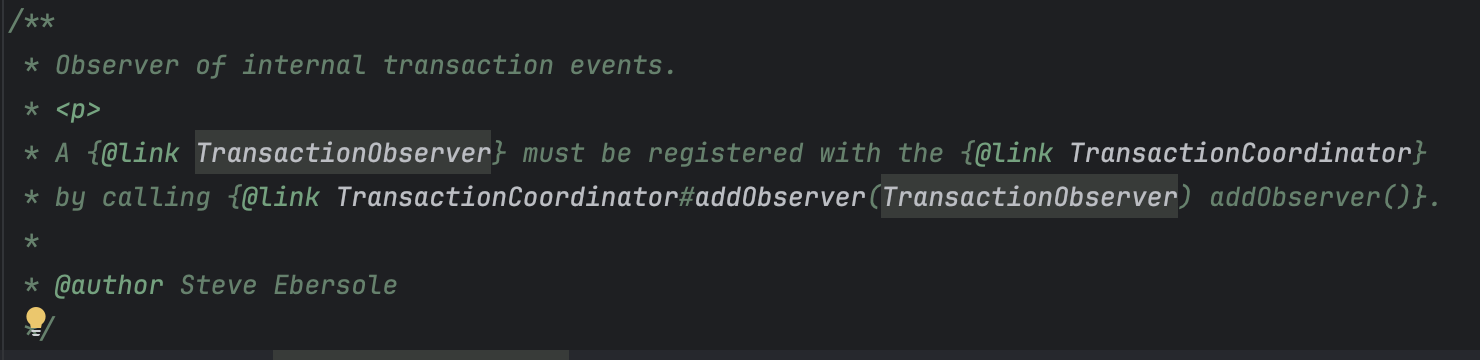 /**
* Observer of internal transaction events.
* <p>
* A {@link TransactionObserver} must be registered with the {@link TransactionCoordinator}
* by calling {@link TransactionCoordinator#addObserver(TransactionObserver) addObserver()}.
*
* @author Steve Ebersole
*/